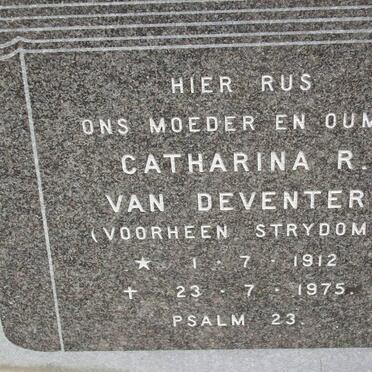 HIER RUS
ONS MOEDER EN OUM
CATHARINA R.
VAN DEVENTER
(VOORHEEN STRYDOM
★ 1 - 7 - 1912
✝ 23 - 7 - 1975.
PSALM 23.